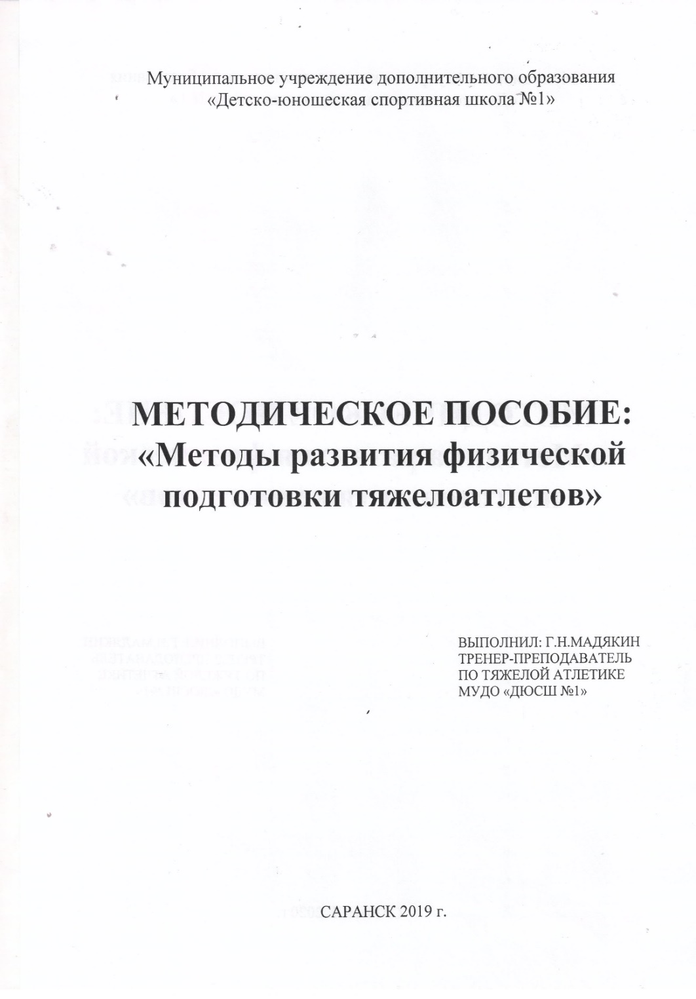 Муниципальное учреждение дополнительного образования
«Детско-юношеская спортивная школа №1»
МЕТОДИЧЕСКОЕ ПОСОБИЕ:
«Методы развития физической
подготовки тяжелоатлетов»
ВЫПОЛНИЛ: Г.Н.МАДЯКИН
ТРЕНЕР-ПРЕПОДАВАТЕЛЬ
ПО ТЯЖЕЛОЙ АТЛЕТИКЕ
МУДО «ДЮСШ №1»
САРАНСК 2019 г.